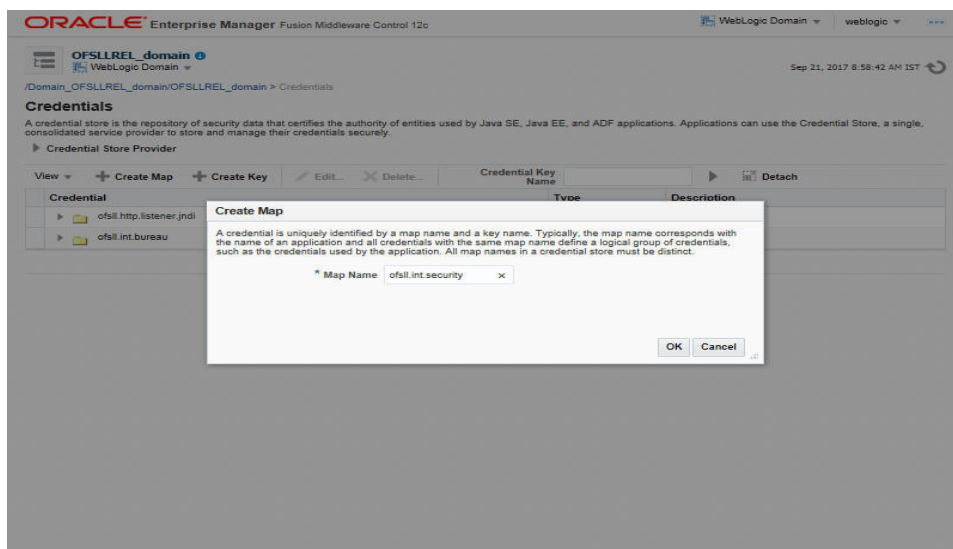 ORACLE Enterprise Manager Fusion Middleware Control 12c
WebLogic Domain weblogic
OFSLLREL_domain
WebLogic Domain
Sep 21, 2017 8:58:42 AM IST
/Domain_OFSLLREL_domain/OFSLLREL_domain > Credentials
Credentials
A credential store is the repository of security data that certifies the authority of entities used by Java SE, Java EE, and ADF applications. Applications can use the Credential Store, a single,
consolidated service provider to store and manage their credentials securely.
Credential Store Provider
View Create Map Create Key Edit... Delete... Credential Key Name Detach
Credential Type Description
ofsll.http.listener.jndi
ofsll.int.bureau
Create Map
A credential is uniquely identified by a map name and a key name. Typically, the map name corresponds with
the name of an application and all credentials with the same map name define a logical group of credentials,
such as the credentials used by the application. All map names in a credential store must be distinct.
* Map Name ofsll.int.security ×
OK Cancel